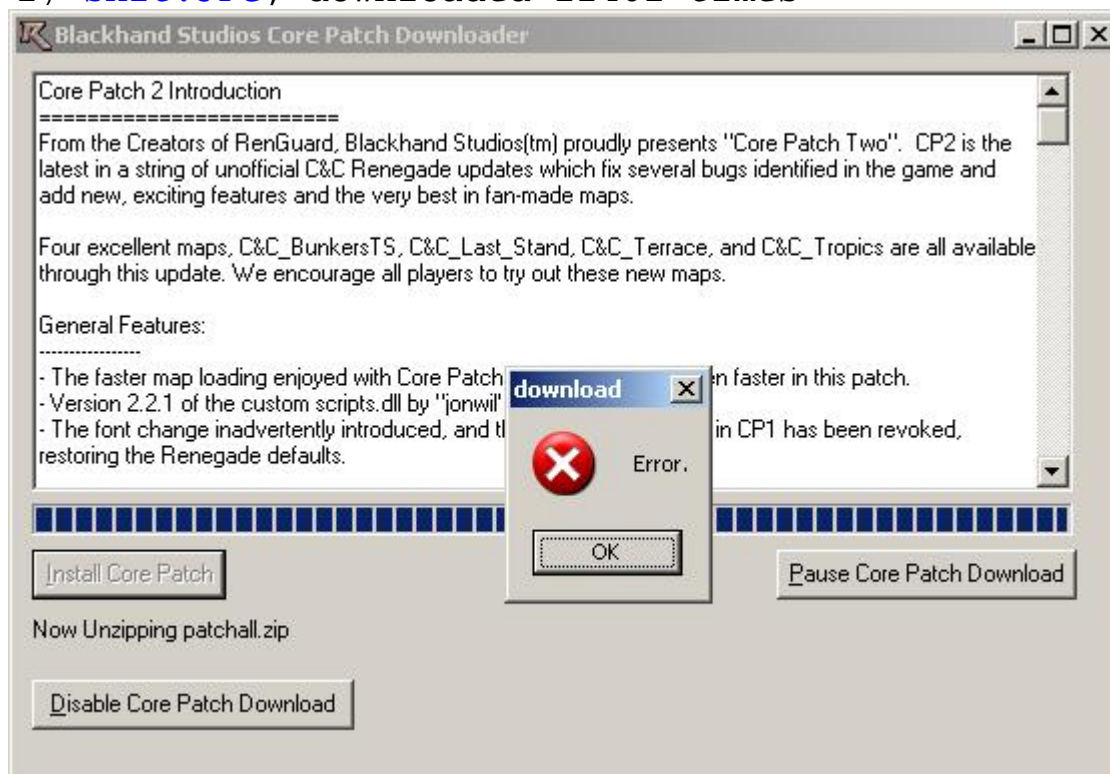 Blackhand Studios Core Patch Downloader
Core Patch 2 Introduction
=========================
From the Creators of RenGuard, Blackhand Studios(tm) proudly presents "Core Patch Two". CP2 is the
latest in a string of unofficial C&C Renegade updates which fix several bugs identified in the game and
add new, exciting features and the very best in fan-made maps.
Four excellent maps, C&C_BunkersTS, C&C_Last_Stand, C&C_Terrace, and C&C_Tropics are all available
through this update. We encourage all players to try out these new maps.
General Features:
----------------
- The faster map loading enjoyed with Core Patch n faster in this patch.
- Version 2.2.1 of the custom scripts.dll by "jonwil"
- The font change inadvertently introduced, and in CP1 has been revoked,
restoring the Renegade defaults.
download
Error.
OK
Install Core Patch
Pause Core Patch Download
Now Unzipping patchall.zip
Disable Core Patch Download